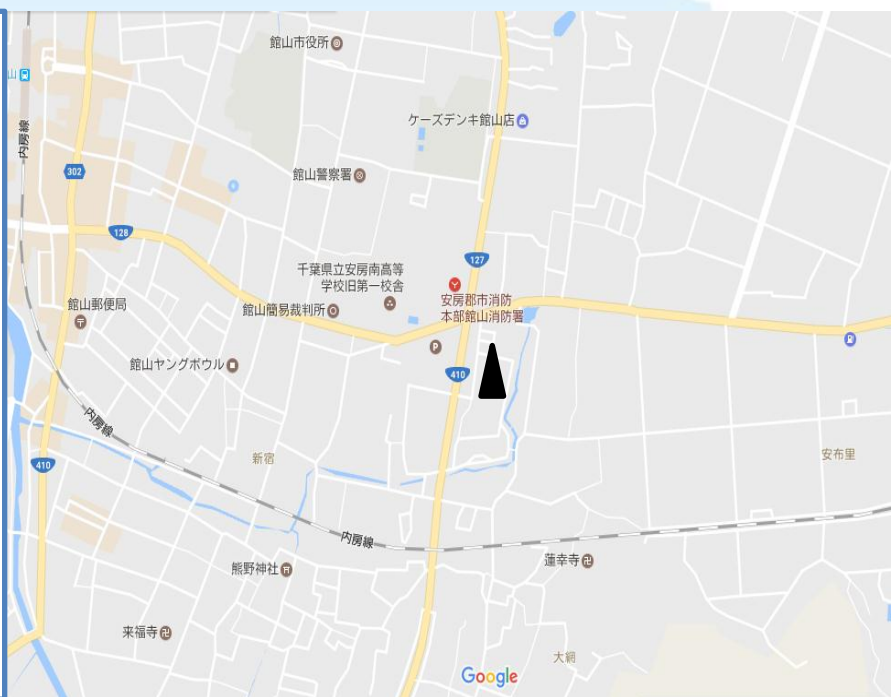 館山市役所
山
内房線
ケーズデンキ館山店
302
館山警察署
128
127
千葉県立安房南高等
学校旧第一校舎
安房郡市消防
本部館山消防署
館山郵便局
館山簡易裁判所
P
館山ヤングボウル
410
内房線
新宿
安布里
410
内房線
蓮幸寺
熊野神社
来福寺
大網
Google